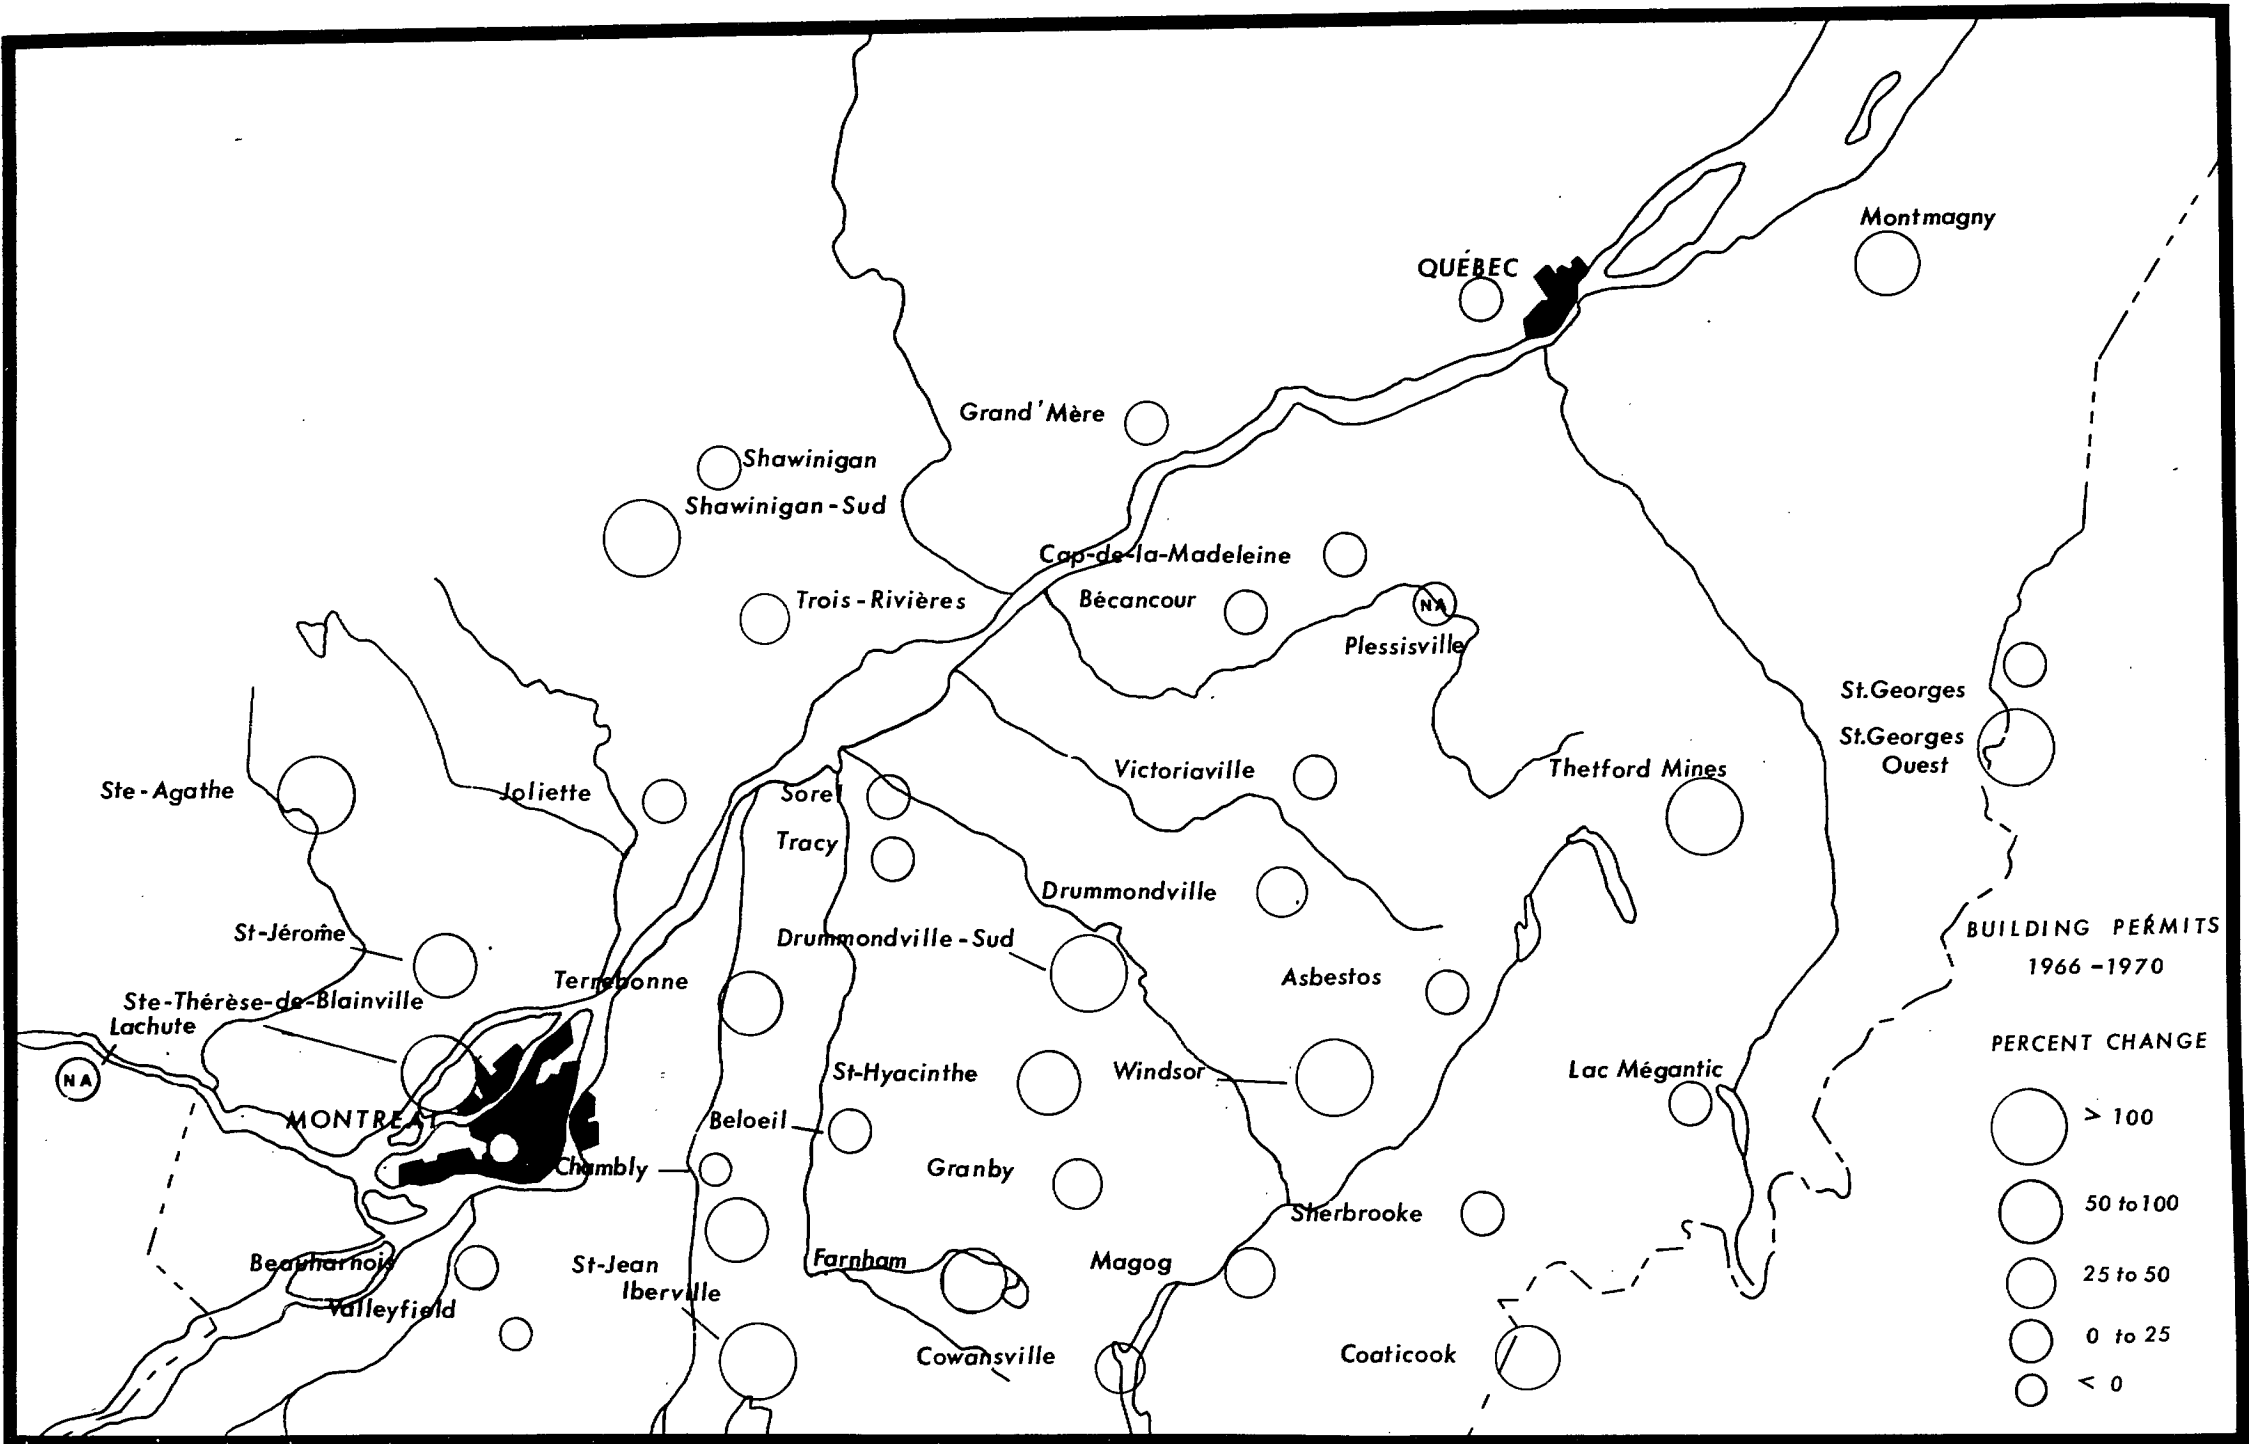 Montmagny
QUÉBEC
Grand'Mère
Shawinigan
Shawinigan-Sud
Cap-de-la-Madeleine
Trois-Rivières
Bécancour
NA
Plessisville
St.Georges
St.Georges
Ouest
Victoriaville
Thetford Mines
Ste-Agathe
Joliette
Sorel
Tracy
Drummondville
St-Jérome
Drummondville-Sud
Terrebonne
Asbestos
Ste-Thérèse-de-Blainville
Lachute
NA
St-Hyacinthe
Windsor
Lac Mégantic
MONTREAL
Beloeil
Chambly
Granby
Sherbrooke
Beauharnois
St-Jean
Iberville
Farnham
Magog
Valleyfield
Cowansville
Coaticook
BUILDING PERMITS
1966-1970
PERCENT CHANGE
> 100
50 to 100
25 to 50
0 to 25
< 0